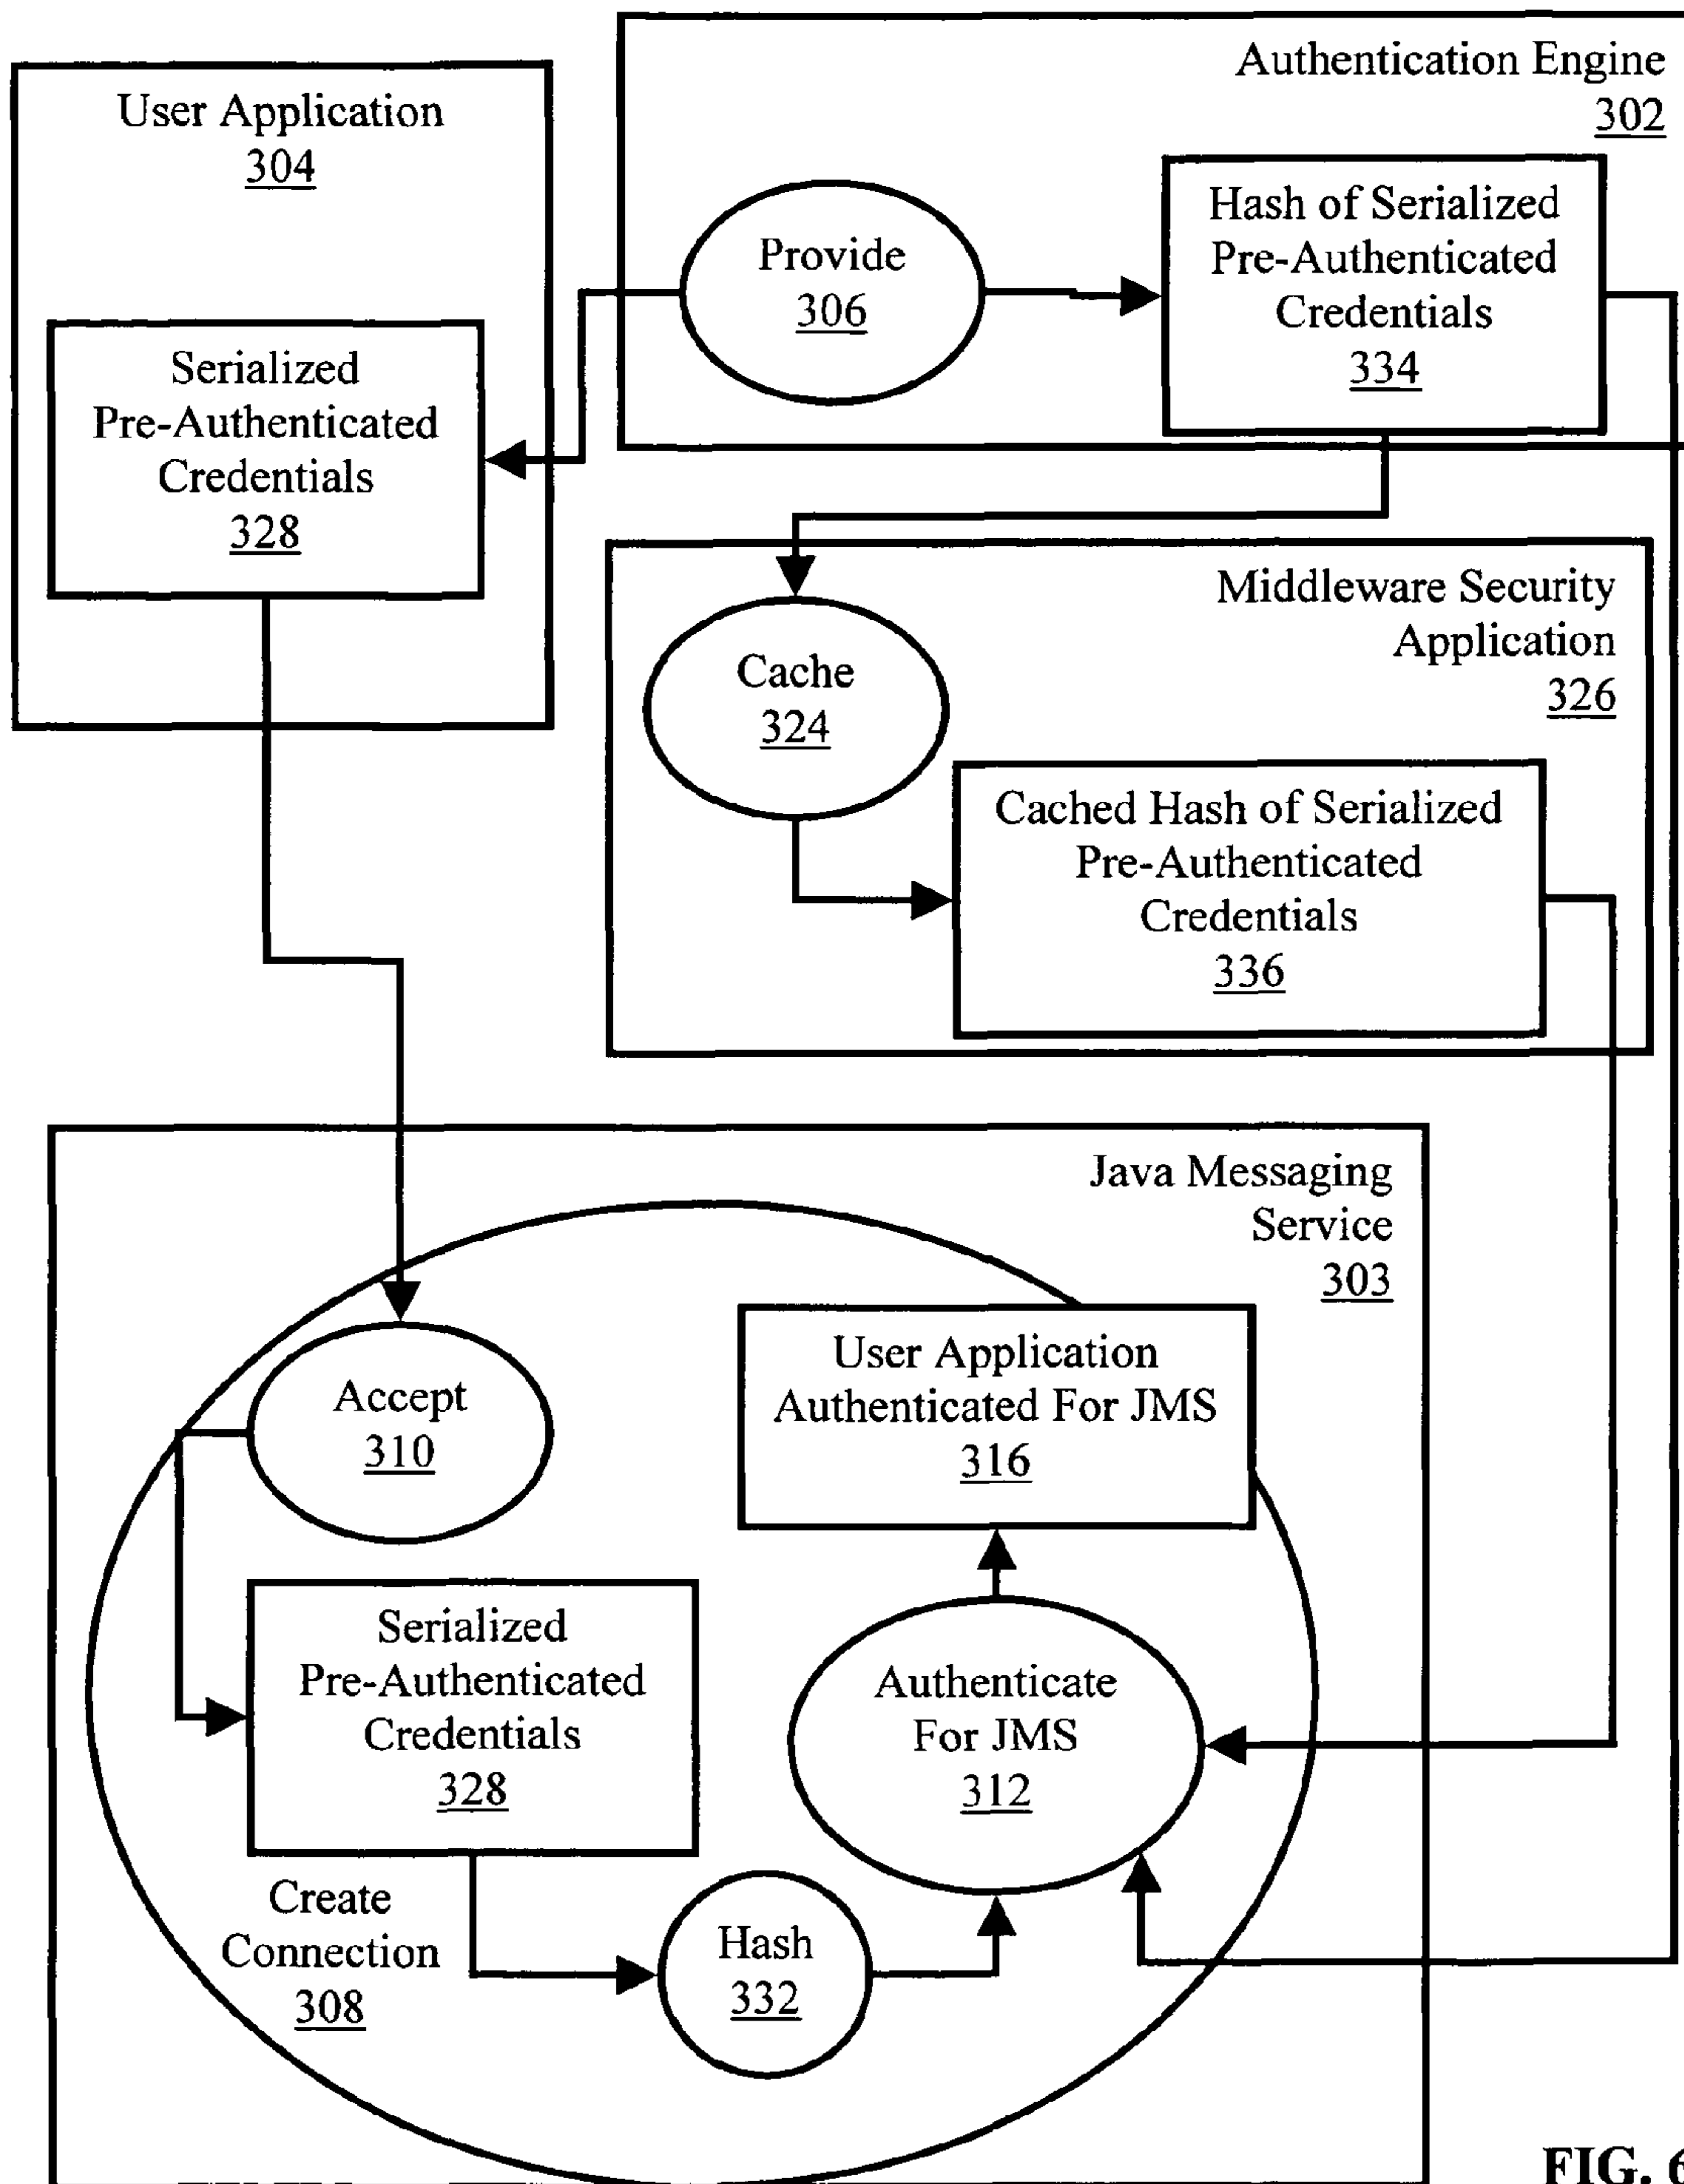 Authentication Engine
302
User Application
304
Provide
306
Hash of Serialized
Pre-Authenticated
Credentials
334
Serialized
Pre-Authenticated
Credentials
328
Middleware Security
Application
326
Cache
324
Cached Hash of Serialized
Pre-Authenticated
Credentials
336
Java Messaging
Service
303
Accept
310
User Application
Authenticated For JMS
316
Serialized
Pre-Authenticated
Credentials
328
Authenticate
For JMS
312
Create
Connection
308
Hash
332
FIG. 6